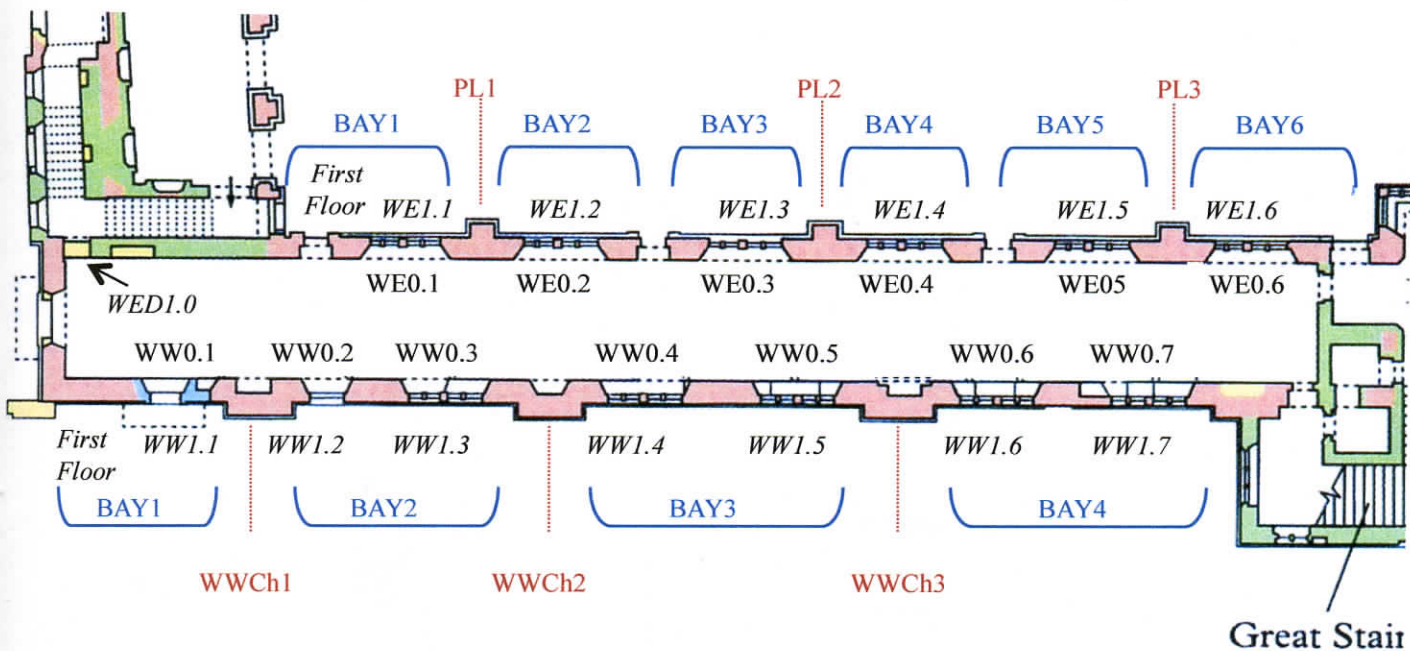 PL1 PL2 PL3
BAY1 BAY2 BAY3 BAY4 BAY5 BAY6
First
Floor WE1.1 WE1.2 WE1.3 WE1.4 WE1.5 WE1.6
WE0.1 WE0.2 WE0.3 WE0.4 WE05 WE0.6
WED1.0
WW0.1 WW0.2 WW0.3 WW0.4 WW0.5 WW0.6 WW0.7
First
Floor
WW1.1 WW1.2 WW1.3 WW1.4 WW1.5 WW1.6 WW1.7
BAY1 BAY2 BAY3 BAY4
WWCh1 WWCh2 WWCh3
Great Stair